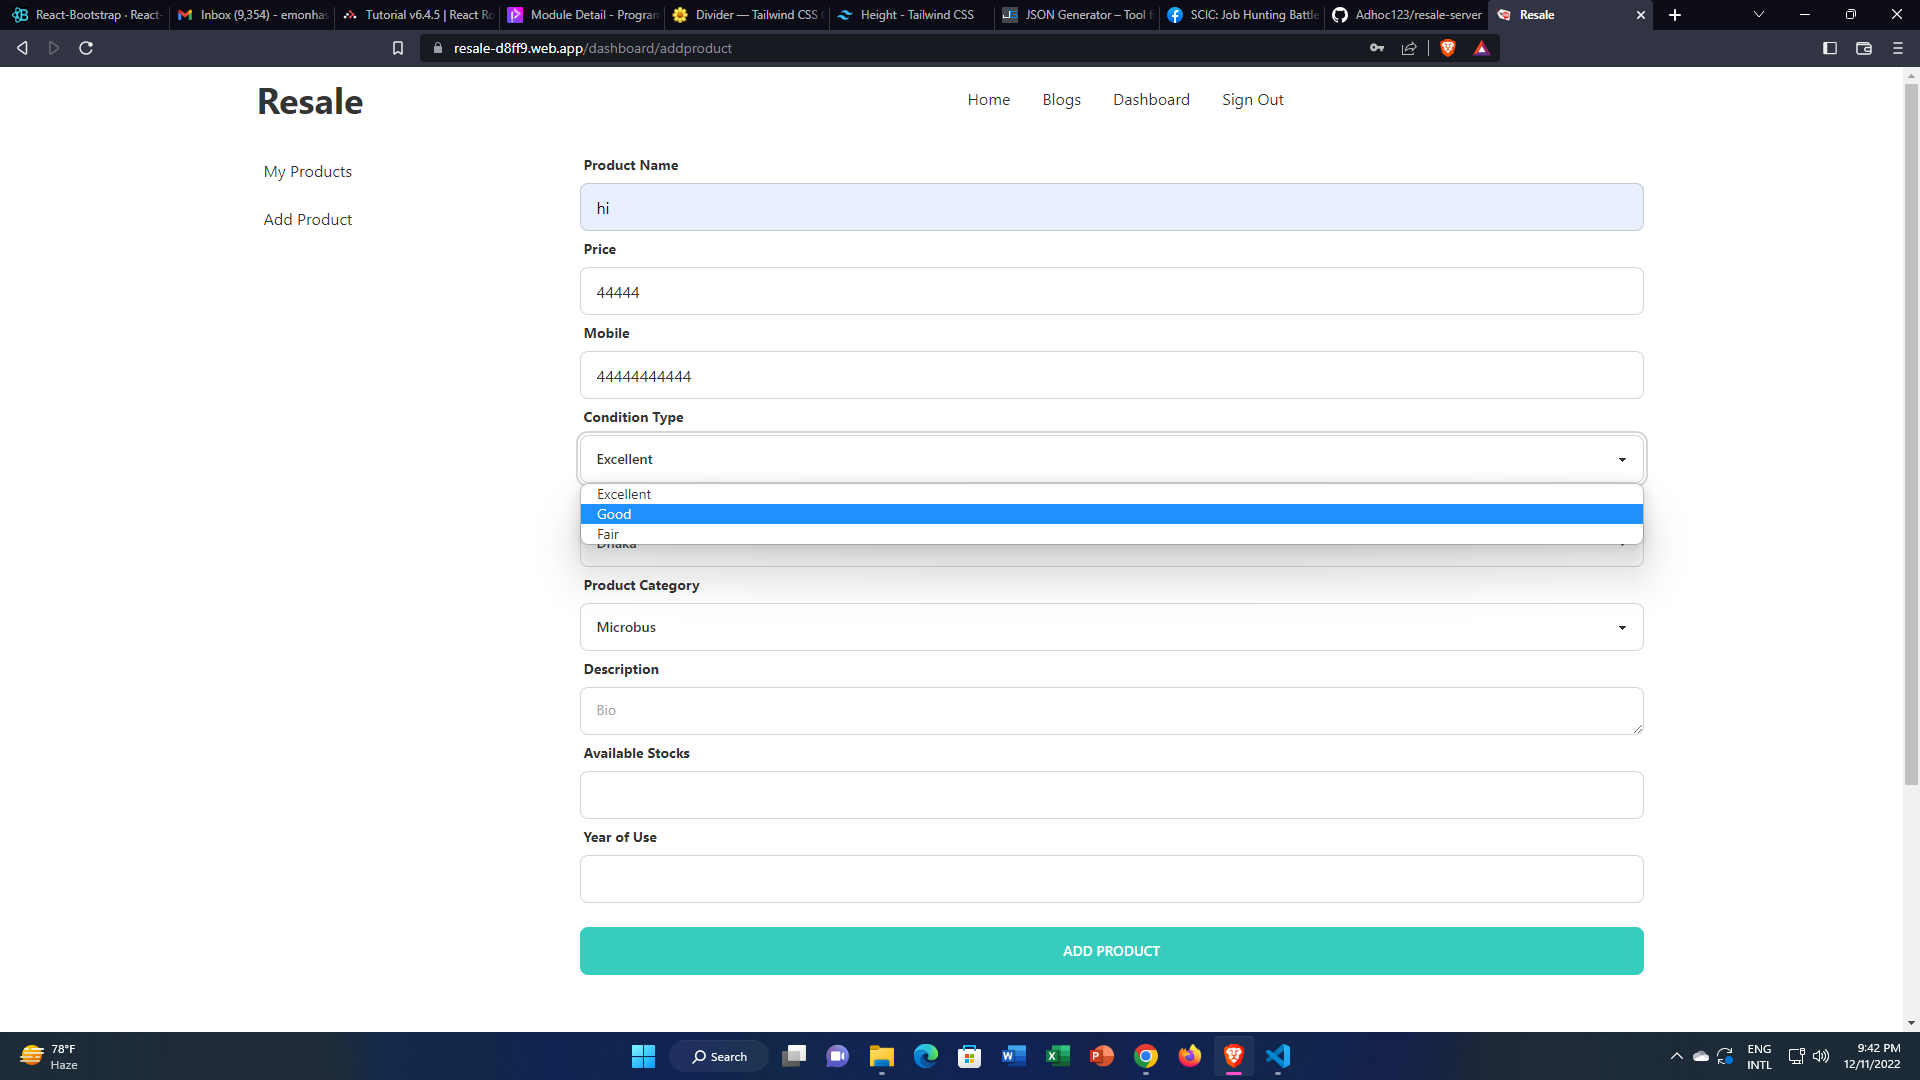 React-Bootstrap · React-
Inbox (9,354) – emonhas
Tutorial v6.4.5 | React Ro
Module Detail - Program
Divider — Tailwind CSS
Height - Tailwind CSS
JSON Generator – Tool f
SCIC: Job Hunting Battle
Adhoc123/resale-server
Resale
resale-d8ff9.web.app/dashboard/addproduct
Resale
Home
Blogs
Dashboard
Sign Out
My Products
Add Product
Product Name
hi
Price
44444
Mobile
44444444444
Condition Type
Excellent
Excellent
Good
Fair
Dhaka
Product Category
Microbus
Description
Bio
Available Stocks
Year of Use
ADD PRODUCT
78°F
Haze
Search
ENG
INTL
9:42 PM
12/11/2022